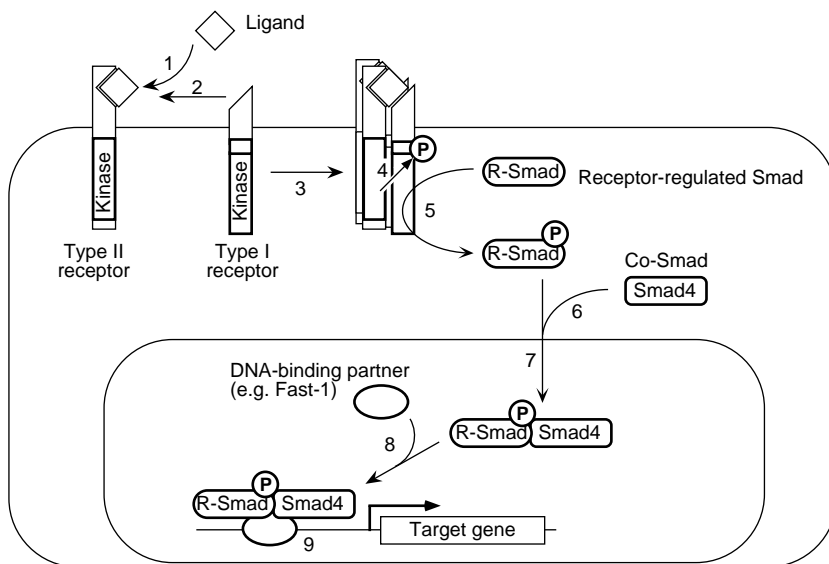 Ligand
1
2
Kinase
Kinase
3
4
P
5
R-Smad
Receptor-regulated Smad
Type II
receptor
Type I
receptor
P
R-Smad
Co-Smad
Smad4
6
7
DNA-binding partner
(e.g. Fast-1)
P
R-Smad Smad4
8
P
R-Smad Smad4
9
Target gene